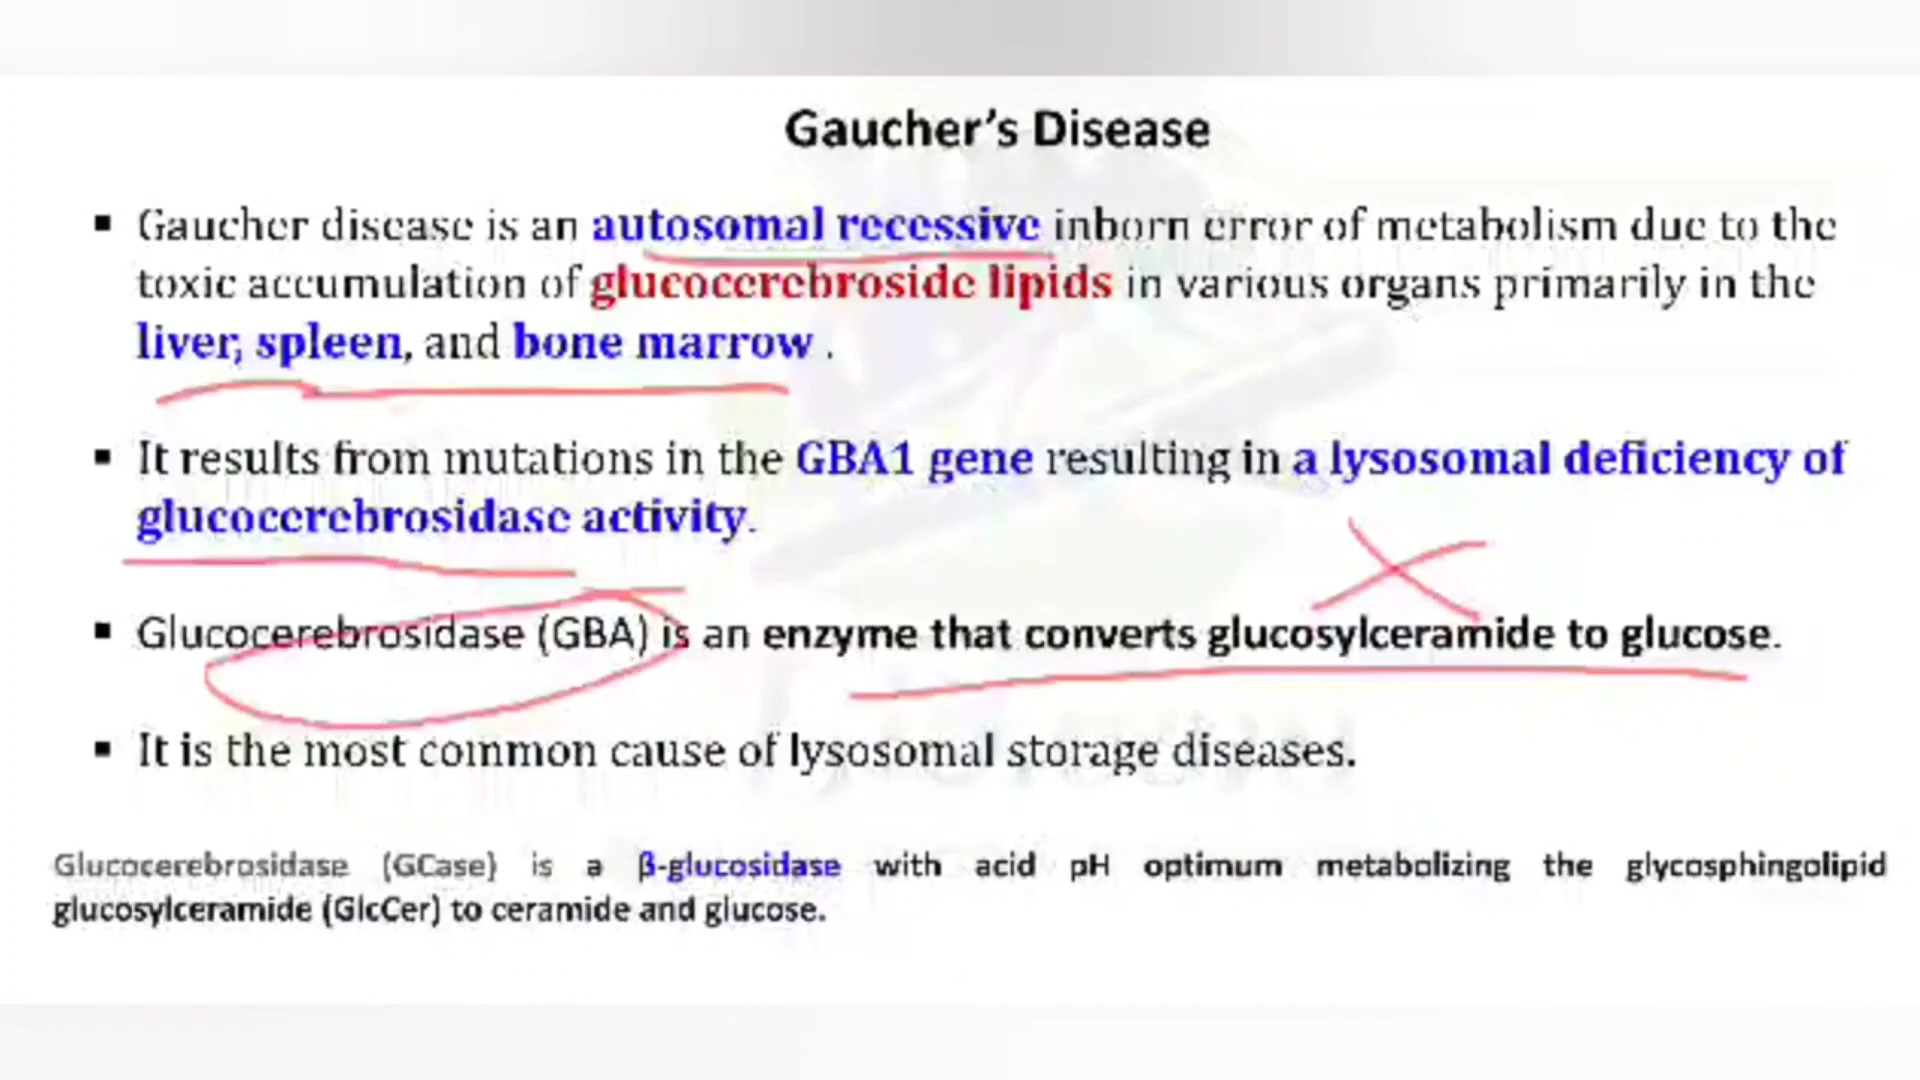 Gaucher's Disease
▪ Gaucher disease is an autosomal recessive inborn error of metabolism due to the
toxic accumulation of glucocerebroside lipids in various organs primarily in the
liver, spleen, and bone marrow .
▪ It results from mutations in the GBA1 gene resulting in a lysosomal deficiency of
glucocerebrosidase activity.
▪ Glucocerebrosidase (GBA) is an enzyme that converts glucosylceramide to glucose.
▪ It is the most common cause of lysosomal storage diseases.
Glucocerebrosidase (GCase) is a β-glucosidase with acid pH optimum metabolizing the glycosphingolipid
glucosylceramide (GlcCer) to ceramide and glucose.